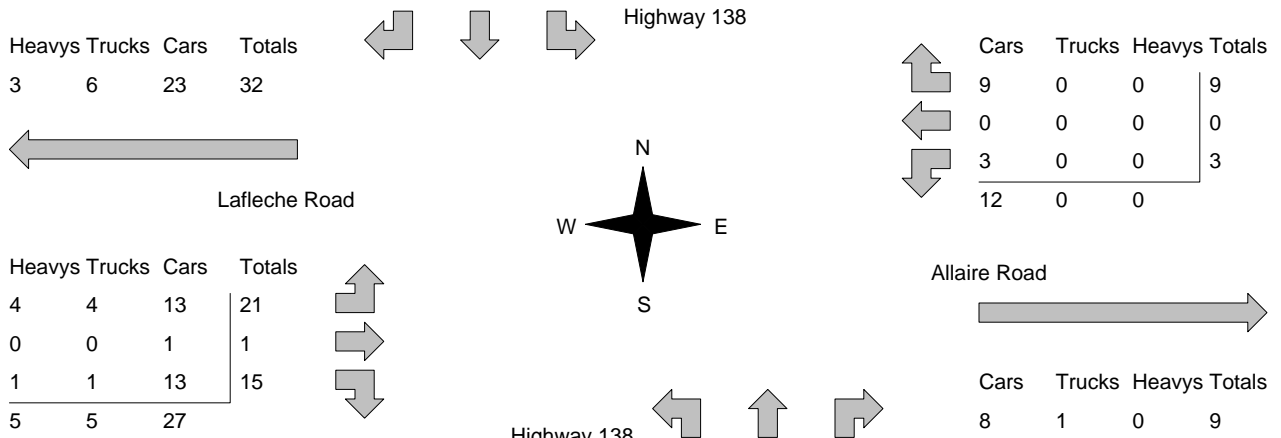 Highway 138
Heavys Trucks Cars Totals
3 6 23 32
Cars Trucks Heavys Totals
9 0 0 9
0 0 0 0
3 0 0 3
12 0 0
N
W E
S
Lafleche Road
Heavys Trucks Cars Totals
4 4 13 21
0 0 1 1
1 1 13 15
5 5 27
Allaire Road
Cars Trucks Heavys Totals
8 1 0 9
Highway 138